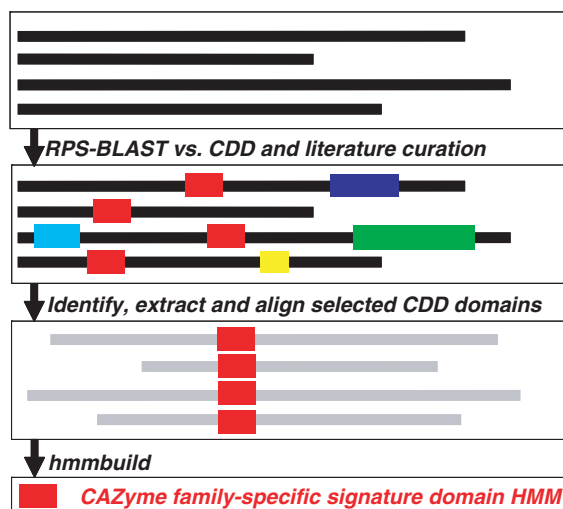 RPS-BLAST vs. CDD and literature curation
Identify, extract and align selected CDD domains
hmmbuild
CAZyme family-specific signature domain HMM